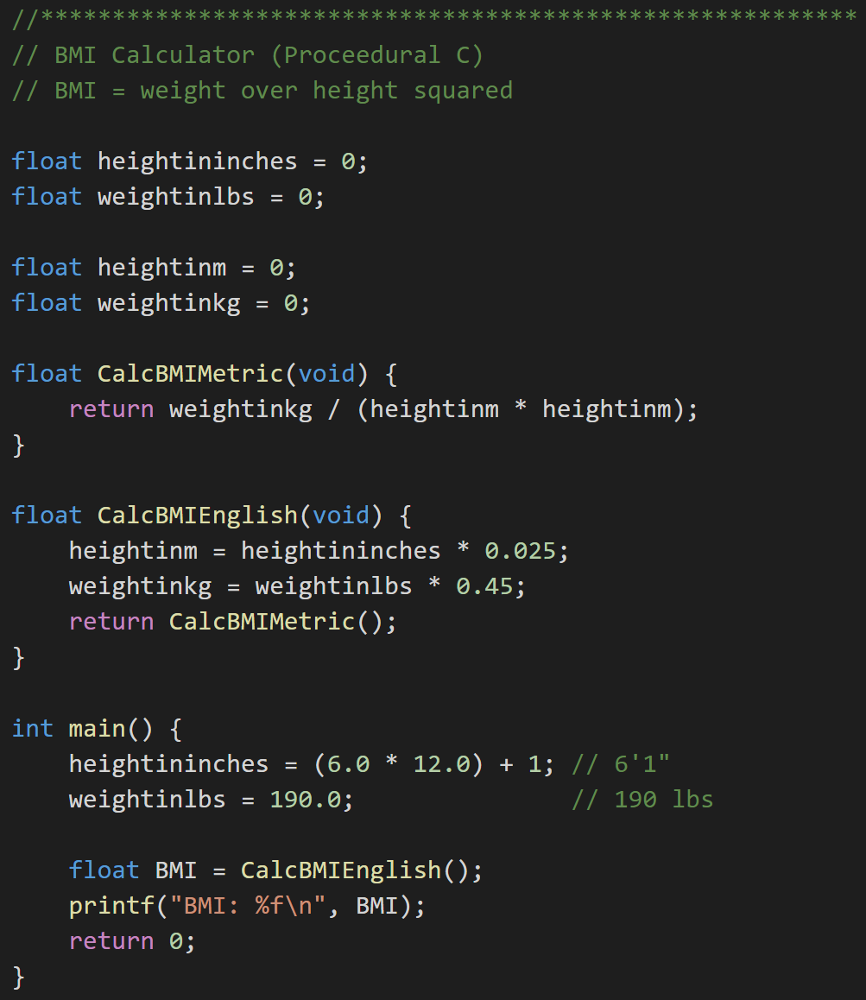 //*********************************************************
// BMI Calculator (Proceedural C)
// BMI = weight over height squared

float heightininches = 0;
float weightinlbs = 0;

float heightinm = 0;
float weightinkg = 0;

float CalcBMIMetric(void) {
    return weightinkg / (heightinm * heightinm);
}

float CalcBMIEnglish(void) {
    heightinm = heightininches * 0.025;
    weightinkg = weightinlbs * 0.45;
    return CalcBMIMetric();
}

int main() {
    heightininches = (6.0 * 12.0) + 1; // 6'1"
    weightinlbs = 190.0;               // 190 lbs

    float BMI = CalcBMIEnglish();
    printf("BMI: %f\n", BMI);
    return 0;
}